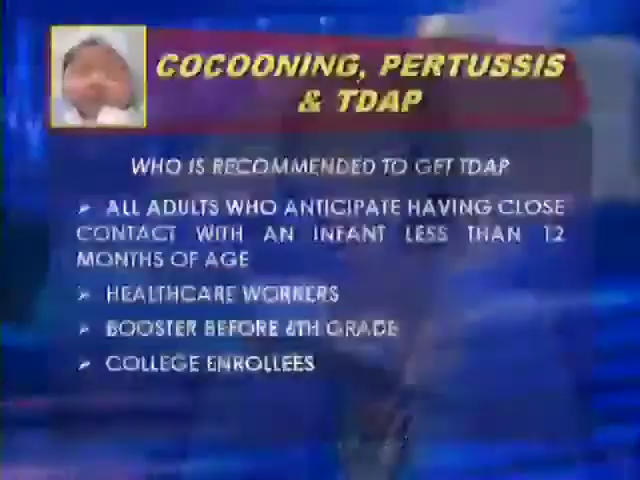 COCOONING, PERTUSSIS
& TDAP
WHO IS RECOMMENDED TO GET TDAP
➢ ALL ADULTS WHO ANTICIPATE HAVING CLOSE
CONTACT WITH AN INFANT LESS THAN 12
MONTHS OF AGE
➢ HEALTHCARE WORKERS
➢ BOOSTER BEFORE 6TH GRADE
➢ COLLEGE ENROLLEES